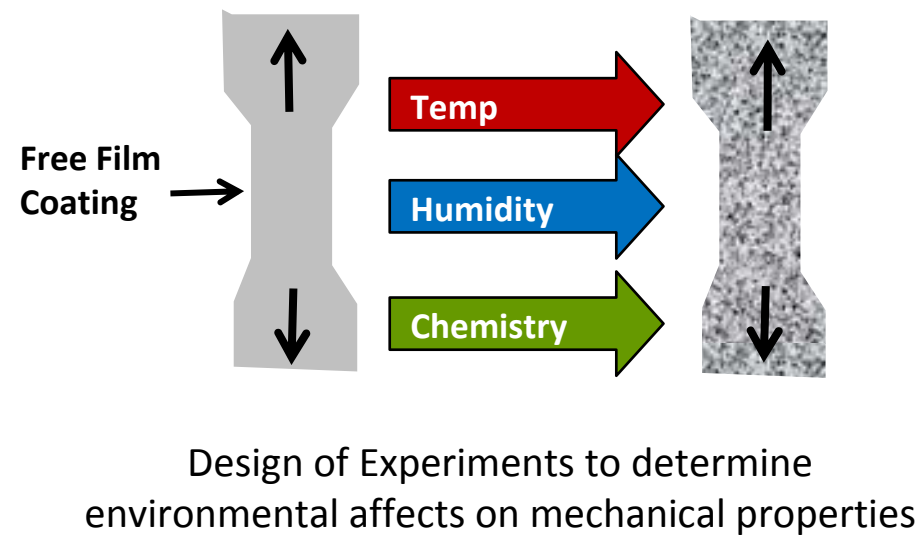 Free Film
Coating
Temp
Humidity
Chemistry
Design of Experiments to determine
environmental affects on mechanical properties